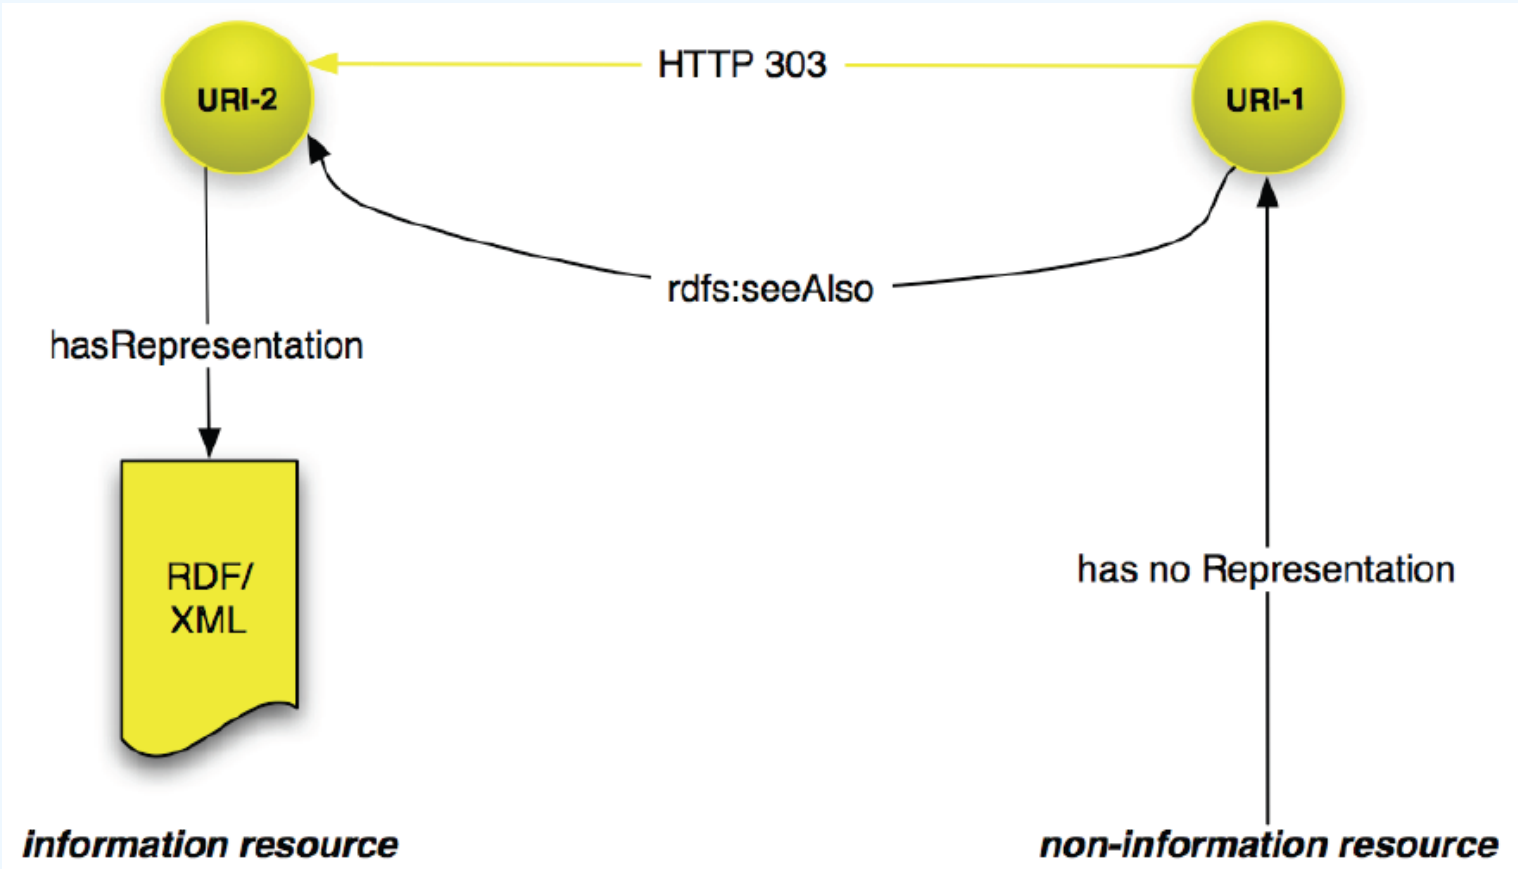 URI-2
HTTP 303
URI-1
rdfs:seeAlso
hasRepresentation
RDF/
XML
has no Representation
information resource
non-information resource